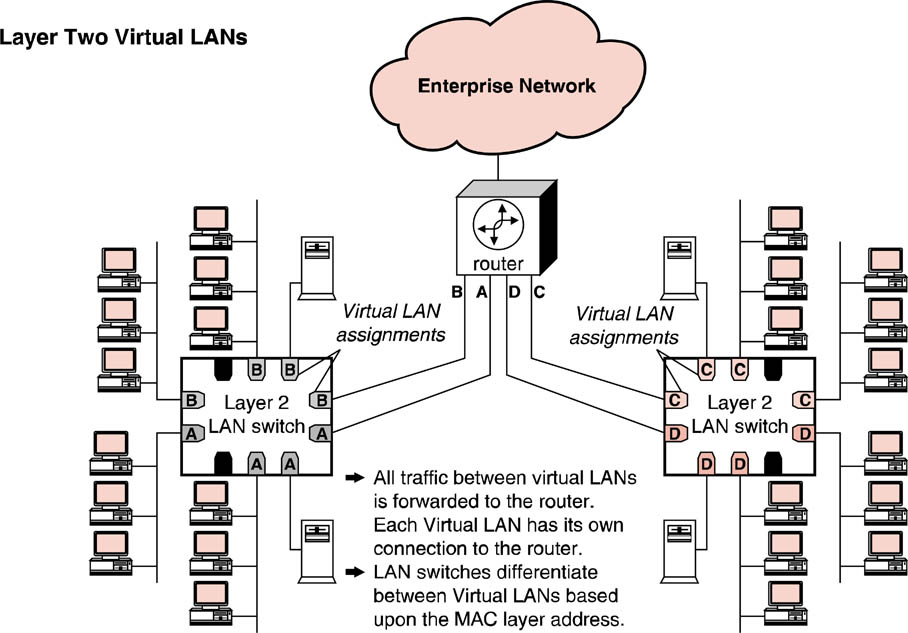 Layer Two Virtual LANs
Enterprise Network
router
B A D C
Virtual LAN
assignments
Virtual LAN
assignments
B B
B B
Layer 2
LAN switch
A A
A A
C C
C C
Layer 2
LAN switch
D D
D D
➔ All traffic between virtual LANs
is forwarded to the router.
Each Virtual LAN has its own
connection to the router.
➔ LAN switches differentiate
between Virtual LANs based
upon the MAC layer address.